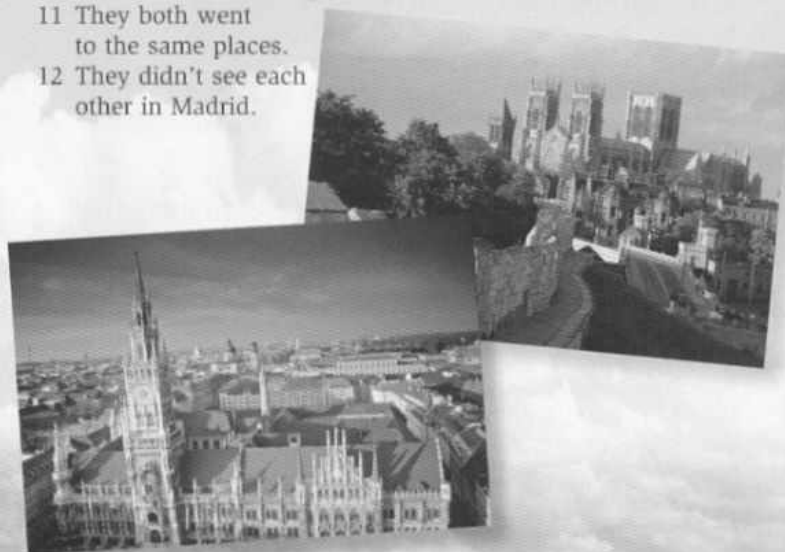 11 They both went
to the same places.
12 They didn't see each
other in Madrid.